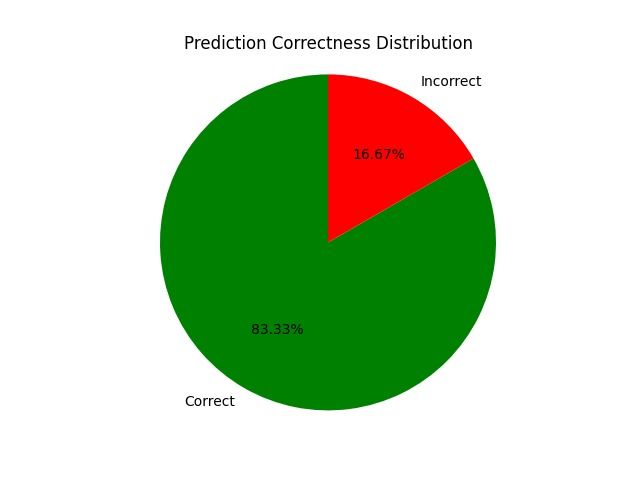 Prediction Correctness Distribution
Incorrect
16.67%
83.33%
Correct